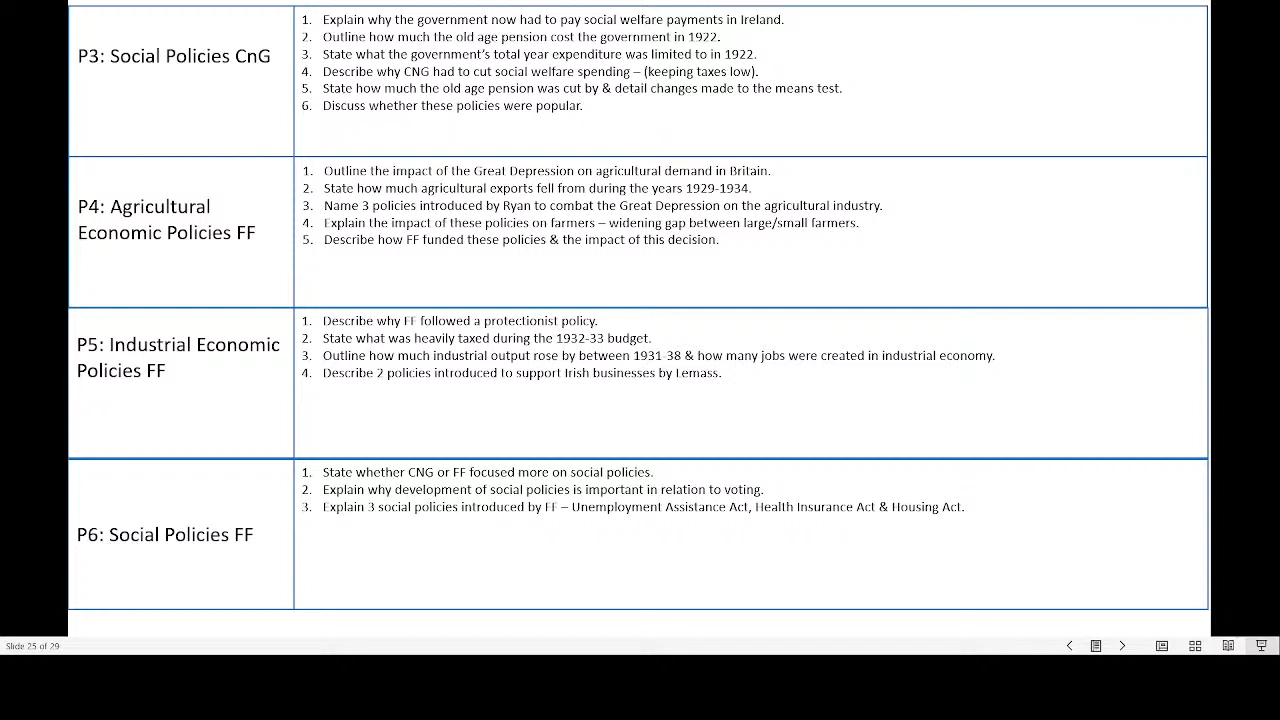 P3: Social Policies CnG
1. Explain why the government now had to pay social welfare payments in Ireland.
2. Outline how much the old age pension cost the government in 1922.
3. State what the government's total year expenditure was limited to in 1922.
4. Describe why CNG had to cut social welfare spending – (keeping taxes low).
5. State how much the old age pension was cut by & detail changes made to the means test.
6. Discuss whether these policies were popular.
P4: Agricultural
Economic Policies FF
1. Outline the impact of the Great Depression on agricultural demand in Britain.
2. State how much agricultural exports fell from during the years 1929-1934.
3. Name 3 policies introduced by Ryan to combat the Great Depression on the agricultural industry.
4. Explain the impact of these policies on farmers – widening gap between large/small farmers.
5. Describe how FF funded these policies & the impact of this decision.
P5: Industrial Economic
Policies FF
1. Describe why FF followed a protectionist policy.
2. State what was heavily taxed during the 1932-33 budget.
3. Outline how much industrial output rose by between 1931-38 & how many jobs were created in industrial economy.
4. Describe 2 policies introduced to support Irish businesses by Lemass.
P6: Social Policies FF
1. State whether CNG or FF focused more on social policies.
2. Explain why development of social policies is important in relation to voting.
3. Explain 3 social policies introduced by FF – Unemployment Assistance Act, Health Insurance Act & Housing Act.
Slide 25 of 29